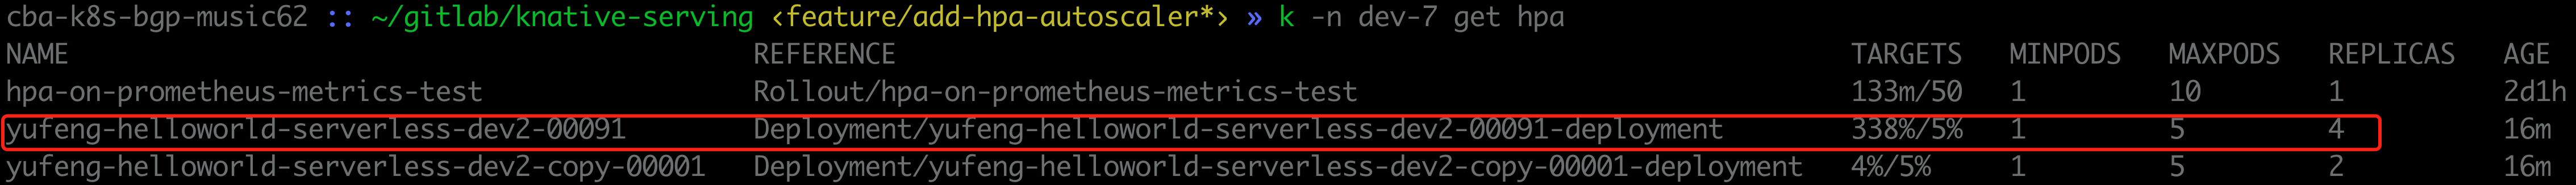 cba-k8s-bgp-music62 :: ~/gitlab/knative-serving ‹feature/add-hpa-autoscaler*› » k -n dev-7 get hpa
NAME REFERENCE TARGETS MINPODS MAXPODS REPLICAS AGE
hpa-on-prometheus-metrics-test Rollout/hpa-on-prometheus-metrics-test 133m/50 1 10 1 2d1h
yufeng-helloworld-serverless-dev2-00091 Deployment/yufeng-helloworld-serverless-dev2-00091-deployment 338%/5% 1 5 4 16m
yufeng-helloworld-serverless-dev2-copy-00001 Deployment/yufeng-helloworld-serverless-dev2-copy-00001-deployment 4%/5% 1 5 2 16m